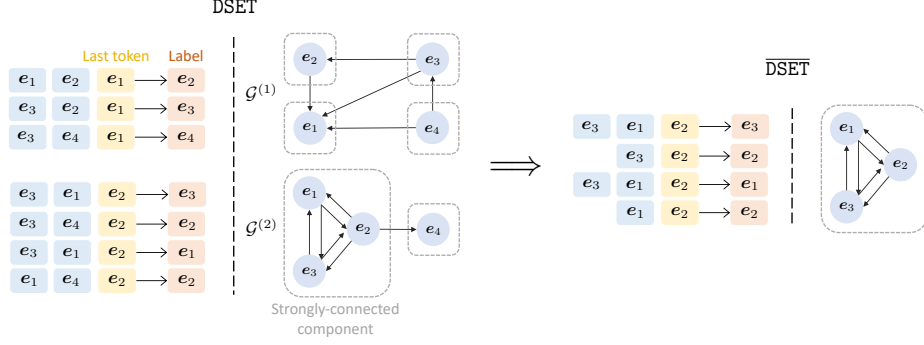 DSET
Last token Label
e₁ e₂ e₁ e₂
e₃ e₂ e₁ e₃
e₃ e₄ e₁ e₄
e₃ e₁ e₂ e₃
e₃ e₄ e₂ e₂
e₃ e₁ e₂ e₁
e₁ e₄ e₂ e₂
𝒢⁽¹⁾
e₂ e₃
e₁ e₄
𝒢⁽²⁾
e₁
e₂ e₄
e₃
Strongly-connected
component
⟹
D̅S̅E̅T̅
e₃ e₁ e₂ e₃
e₃ e₂ e₂
e₃ e₁ e₂ e₁
e₁ e₂ e₂
e₁
e₂
e₃